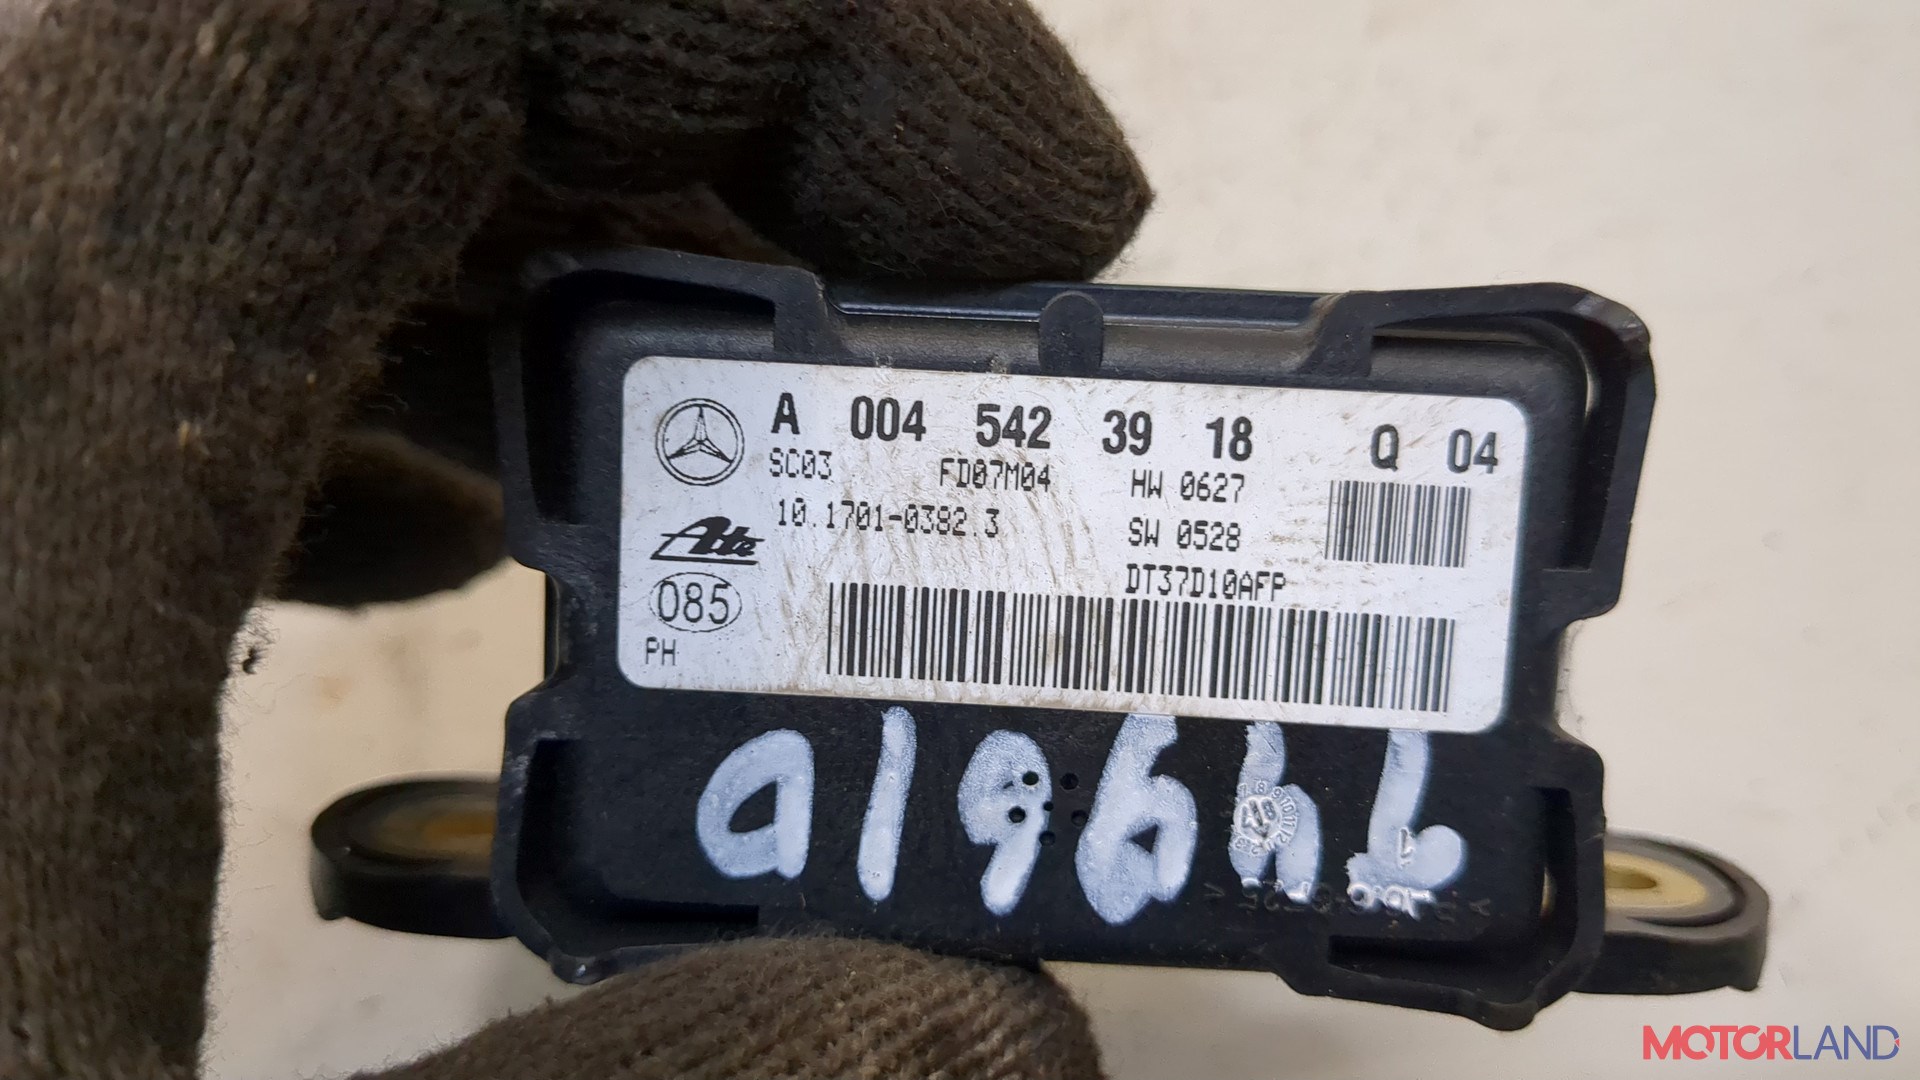 A 004 542 39 18 Q 04
SC03 FD07M04 HW 0627
10.1701-0382.3 SW 0528
Ate
DT37D10AFP
085
PH
MOTORLAND